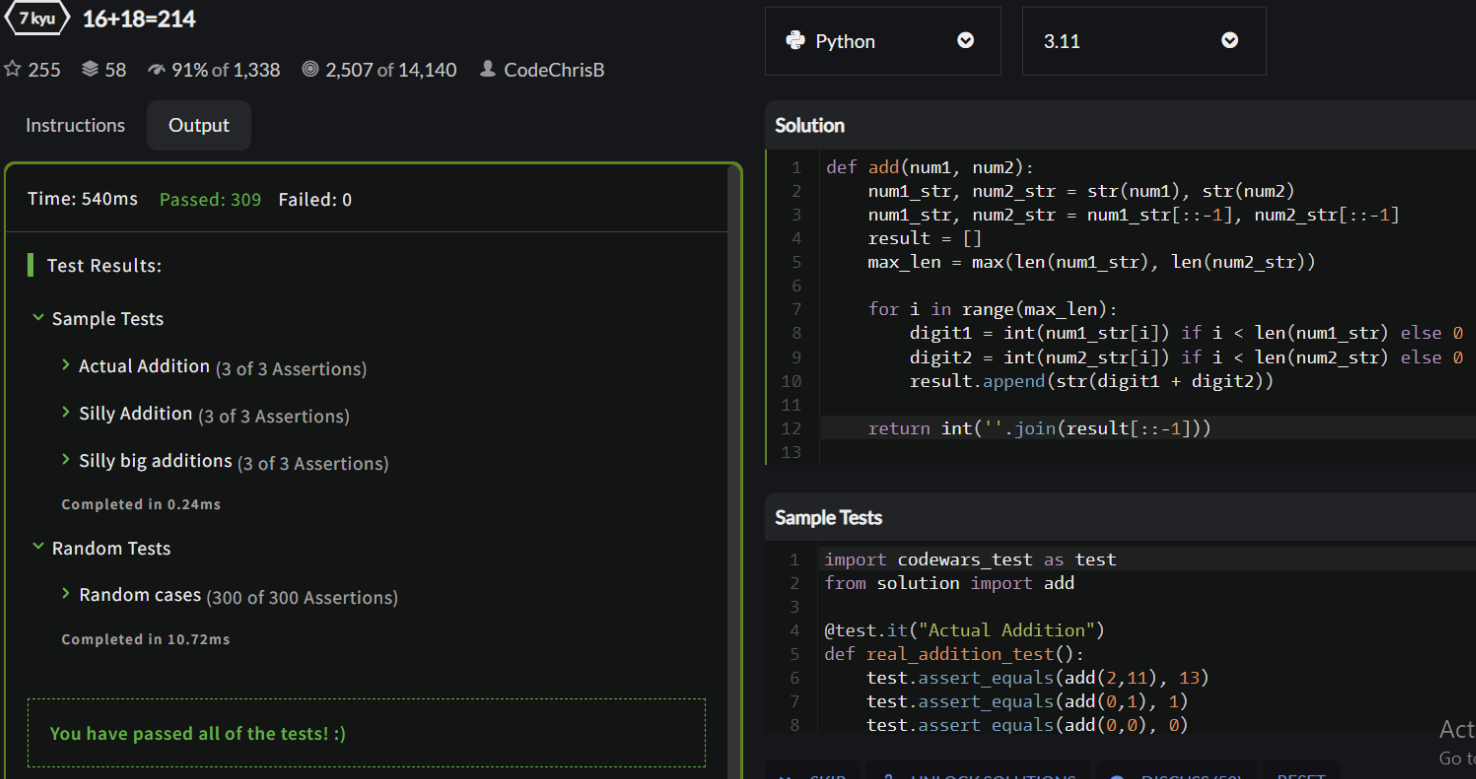 7 kyu 16+18=214
255 58 91% of 1,338 2,507 of 14,140 CodeChrisB
Instructions Output
Time: 540ms Passed: 309 Failed: 0
Test Results:
Sample Tests
Actual Addition (3 of 3 Assertions)
Silly Addition (3 of 3 Assertions)
Silly big additions (3 of 3 Assertions)
Completed in 0.24ms
Random Tests
Random cases (300 of 300 Assertions)
Completed in 10.72ms
You have passed all of the tests! :)
Python 3.11
Solution
1 def add(num1, num2):
2 num1_str, num2_str = str(num1), str(num2)
3 num1_str, num2_str = num1_str[::-1], num2_str[::-1]
4 result = []
5 max_len = max(len(num1_str), len(num2_str))
6
7 for i in range(max_len):
8 digit1 = int(num1_str[i]) if i < len(num1_str) else 0
9 digit2 = int(num2_str[i]) if i < len(num2_str) else 0
10 result.append(str(digit1 + digit2))
11
12 return int(''.join(result[::-1]))
13
Sample Tests
1 import codewars_test as test
2 from solution import add
3
4 @test.it("Actual Addition")
5 def real_addition_test():
6 test.assert_equals(add(2,11), 13)
7 test.assert_equals(add(0,1), 1)
8 test.assert_equals(add(0,0), 0)
Act
Go to
SKIP UNLOCK SOLUTIONS DISCUSS (58) RESET